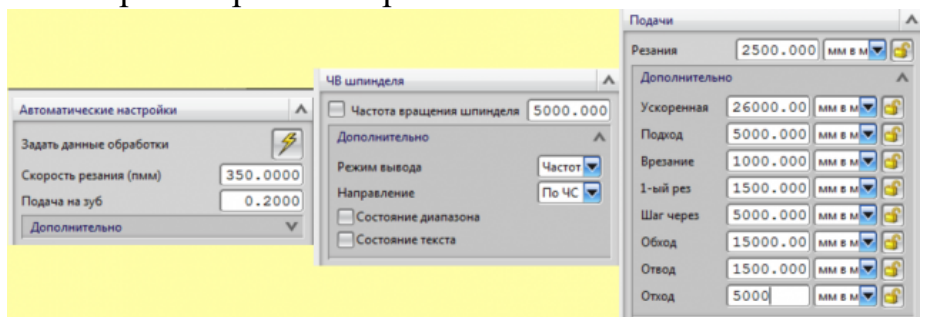 Автоматические настройки
Задать данные обработки
Скорость резания (пмм) 350.0000
Подача на зуб 0.2000
Дополнительно
ЧВ шпинделя
Частота вращения шпинделя 5000.000
Дополнительно
Режим вывода Частот
Направление По ЧС
Состояние диапазона
Состояние текста
Подачи
Резания 2500.000 мм в м
Дополнительно
Ускоренная 26000.00 мм в м
Подход 5000.000 мм в м
Врезание 1000.000 мм в м
1-ый рез 1500.000 мм в м
Шаг через 5000.000 мм в м
Обход 15000.00 мм в м
Отвод 1500.000 мм в м
Отход 5000 мм в м